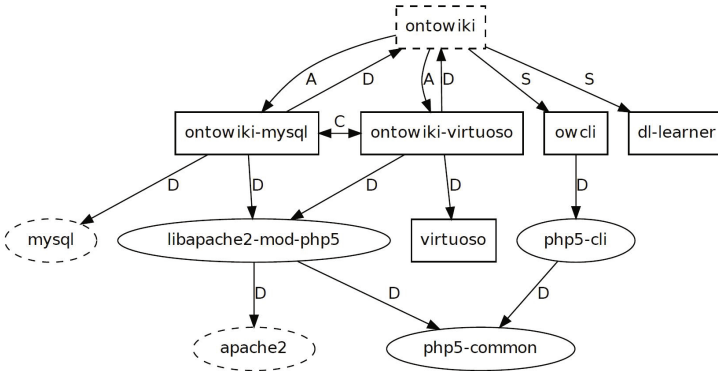 ontowiki
A
D
A
D
S
S
ontowiki-mysql
C
ontowiki-virtuoso
owcli
dl-learner
D
D
D
D
D
mysql
libapache2-mod-php5
virtuoso
php5-cli
D
D
D
apache2
php5-common